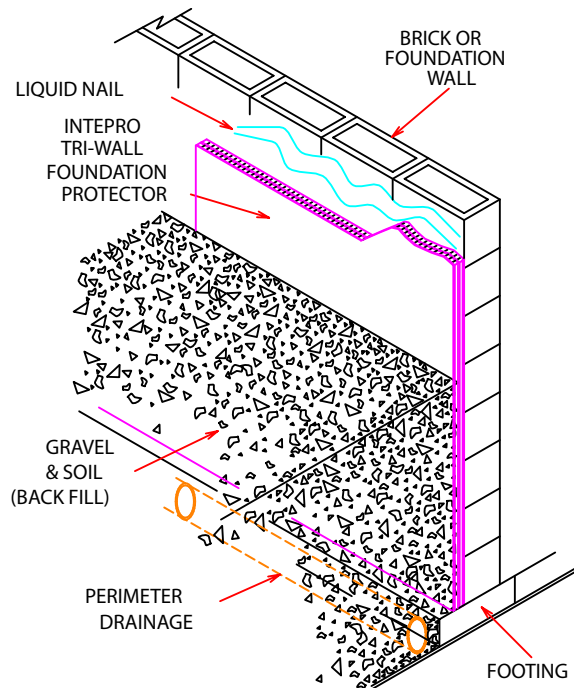 BRICK OR
FOUNDATION
WALL
LIQUID NAIL
INTEPRO
TRI-WALL
FOUNDATION
PROTECTOR
GRAVEL
& SOIL
(BACK FILL)
PERIMETER
DRAINAGE
FOOTING